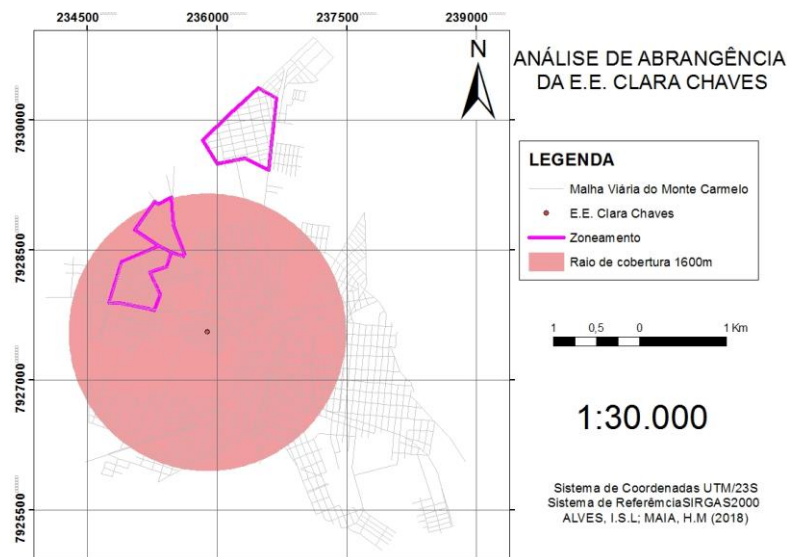 234500 236000 237500 239000
7930000
7928500
7927000
7925500
N
ANÁLISE DE ABRANGÊNCIA
DA E.E. CLARA CHAVES
LEGENDA
Malha Viária do Monte Carmelo
E.E. Clara Chaves
Zoneamento
Raio de cobertura 1600m
1 0,5 0 1 Km
1:30.000
Sistema de Coordenadas UTM/23S
Sistema de ReferêmciaSIRGAS2000
ALVES, I.S.L; MAIA, H.M (2018)